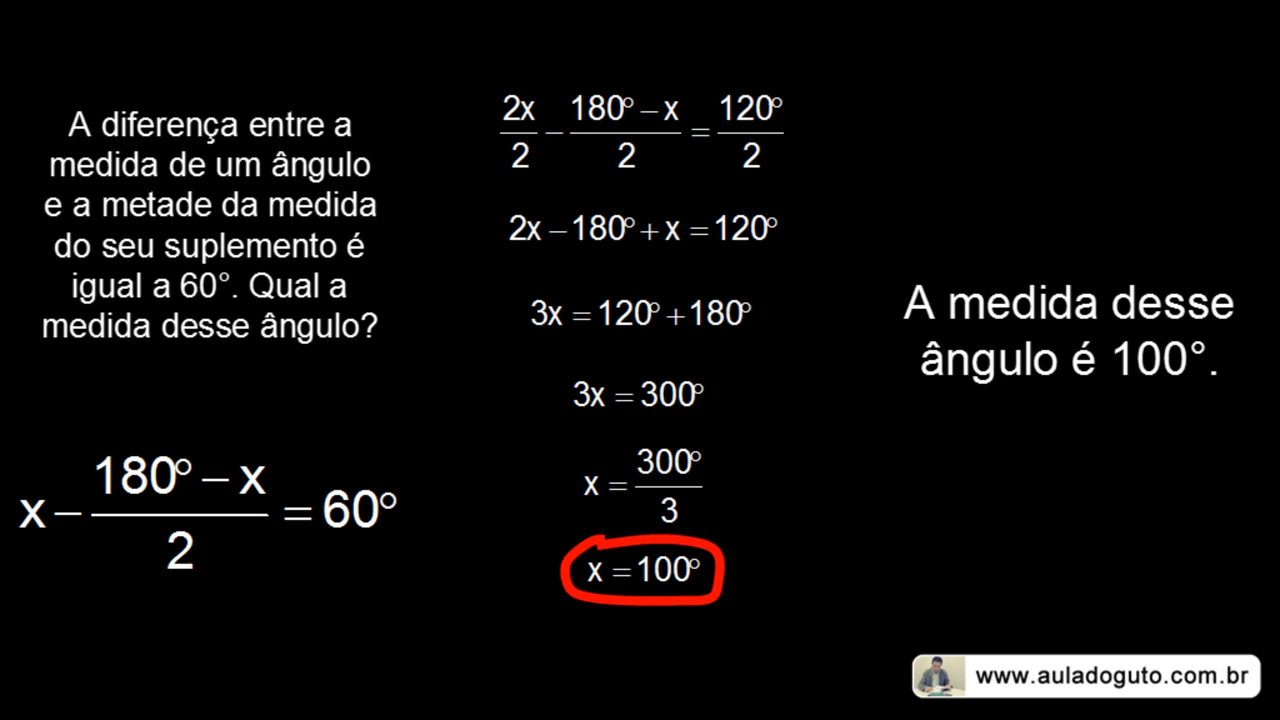 A diferença entre a
medida de um ângulo
e a metade da medida
do seu suplemento é
igual a 60°. Qual a
medida desse ângulo?
x − (180° − x)/2 = 60°
2x/2 − (180° − x)/2 = 120°/2
2x − 180° + x = 120°
3x = 120° + 180°
3x = 300°
x = 300°/3
x = 100°
A medida desse
ângulo é 100°.
www.auladoguto.com.br